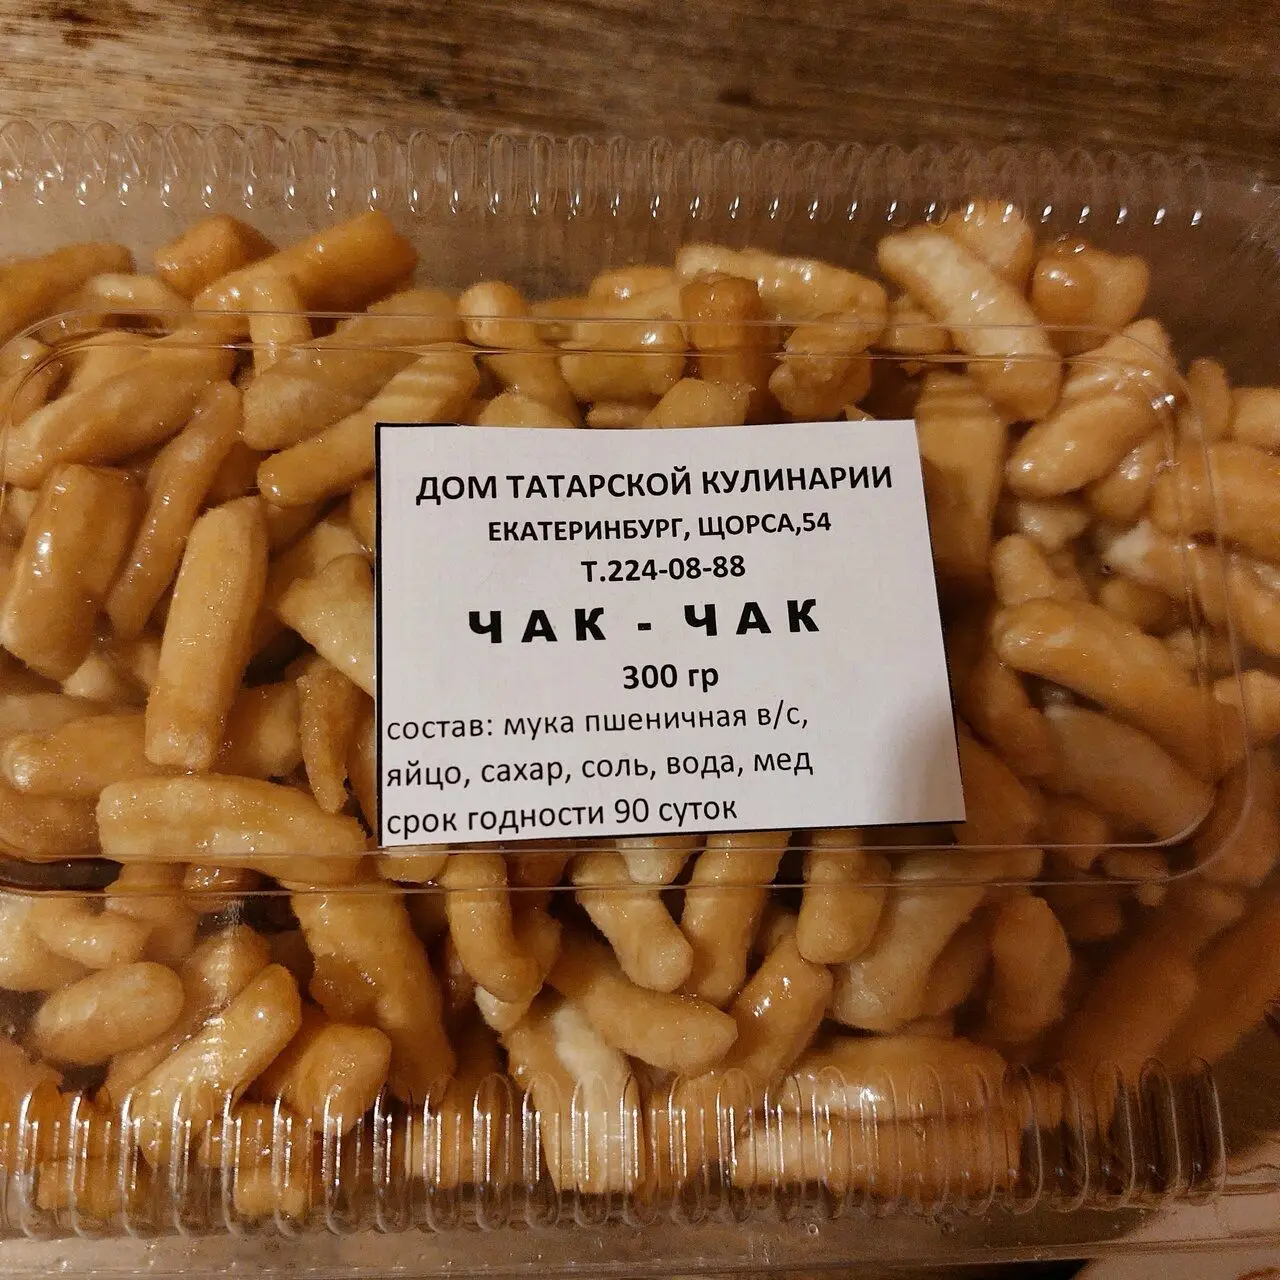 ДОМ ТАТАРСКОЙ КУЛИНАРИИ
ЕКАТЕРИНБУРГ, ЩОРСА,54
Т.224-08-88
ЧАК - ЧАК
300 гр
состав: мука пшеничная в/с,
яйцо, сахар, соль, вода, мед
срок годности 90 суток